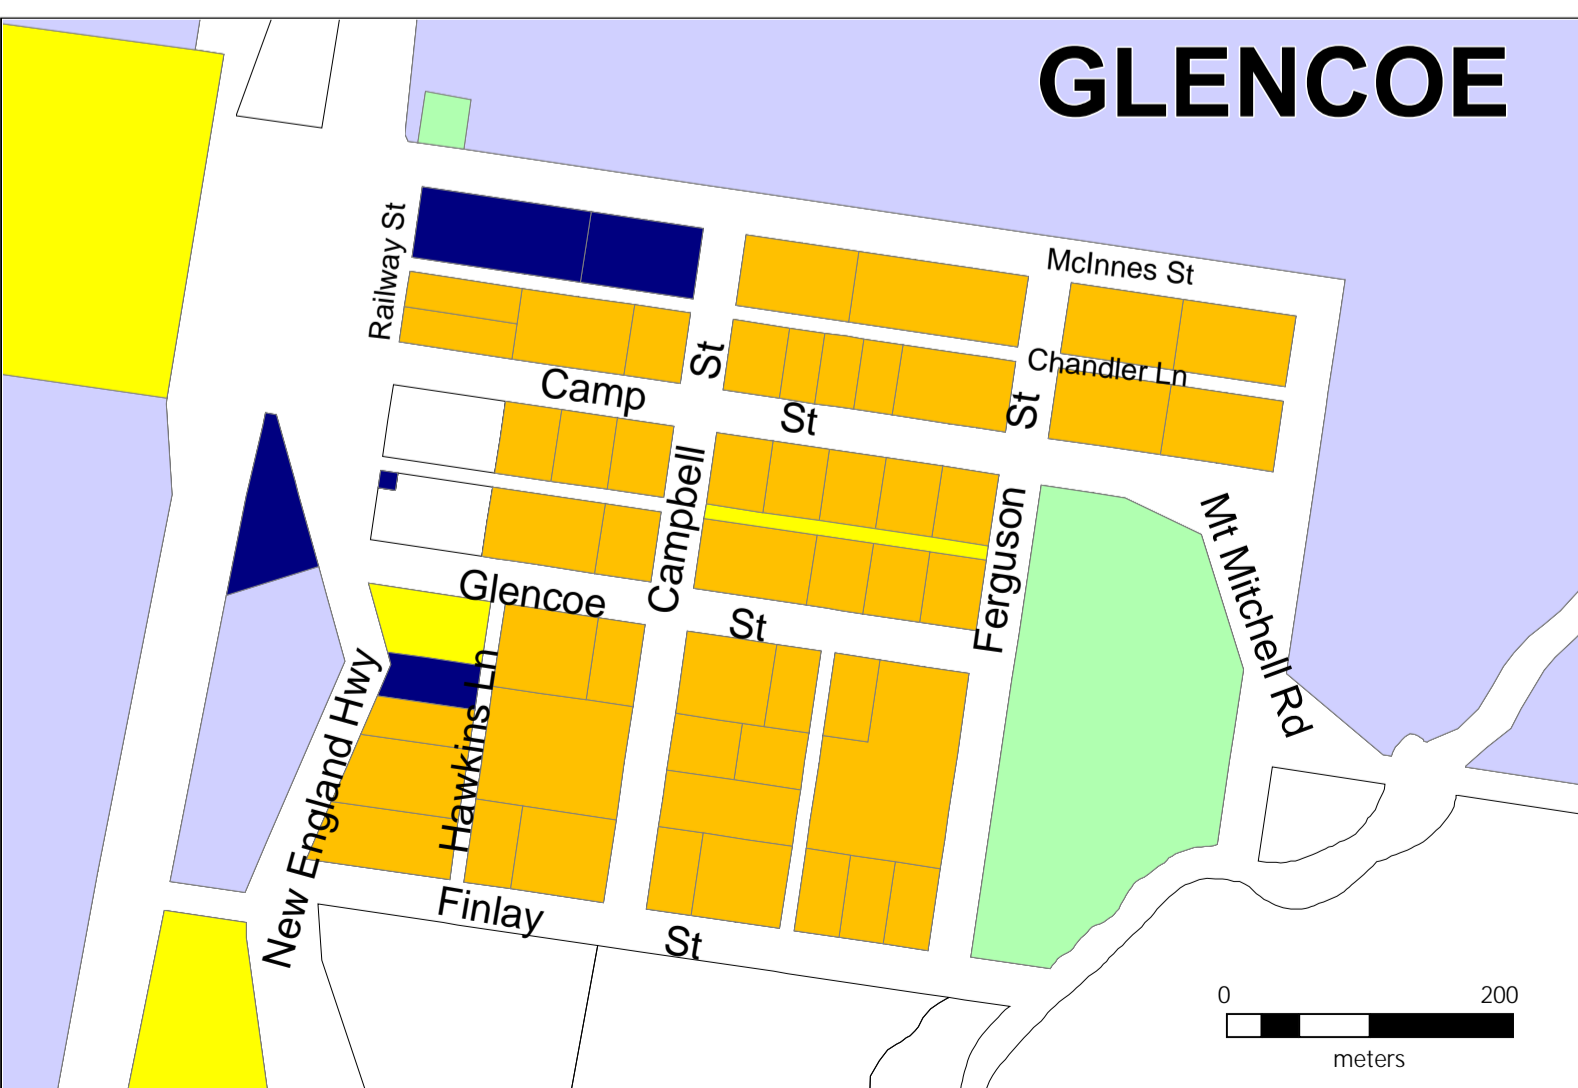 GLENCOE
Railway St
McInnes St
Chandler Ln
Camp St
Campbell St
Ferguson St
Mt Mitchell Rd
Glencoe St
Hawkins Ln
New England Hwy
Finlay St
0 200
meters